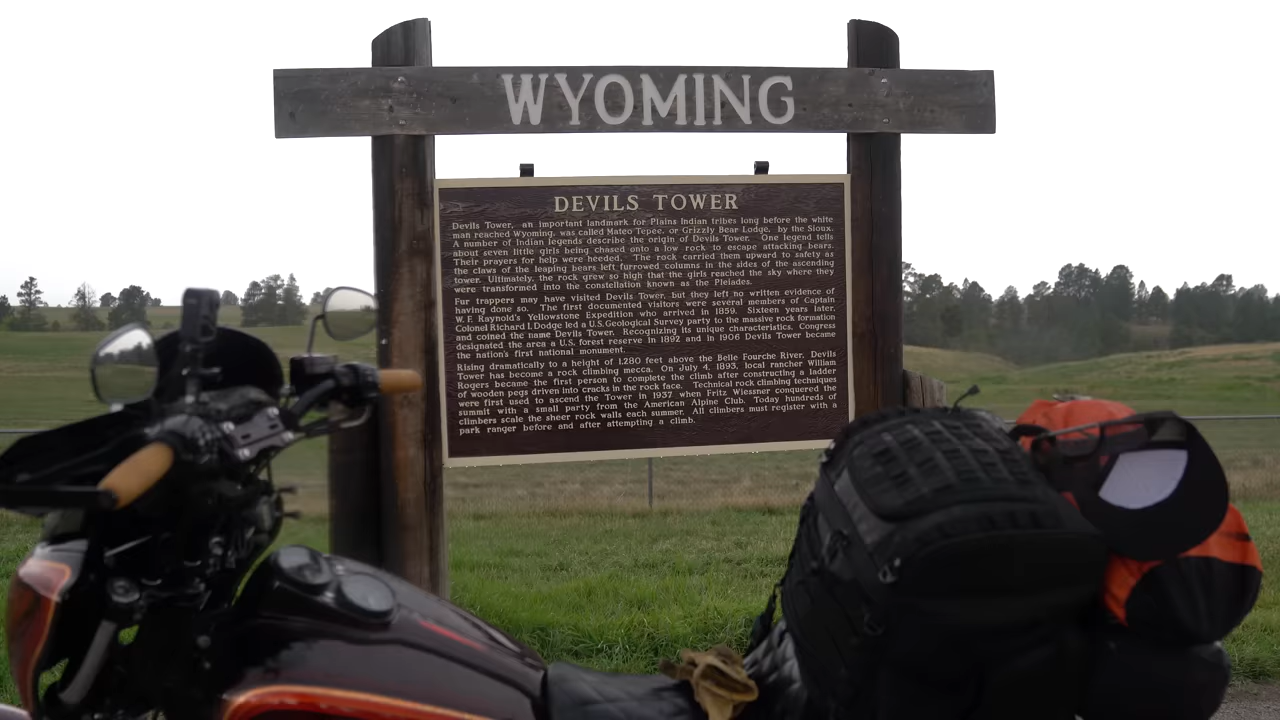 WYOMING
DEVILS TOWER
Devils Tower, an important landmark for Plains Indian tribes long before the white
man reached Wyoming, was called Mateo Tepee, or Grizzly Bear Lodge, by the Sioux.
A number of Indian legends describe the origin of Devils Tower. One legend tells
about seven little girls being chased onto a low rock to escape attacking bears.
Their prayers for help were heeded. The rock carried them upward to safety as
the claws of the leaping bears left furrowed columns in the sides of the ascending
tower. Ultimately, the rock grew so high that the girls reached the sky where they
were transformed into the constellation known as the Pleiades.
Fur trappers may have visited Devils Tower, but they left no written evidence of
having done so. The first documented visitors were several members of Captain
W. F. Raynold's Yellowstone Expedition who arrived in 1859. Sixteen years later,
Colonel Richard I. Dodge led a U.S. Geological Survey party to the massive rock formation
and coined the name Devils Tower. Recognizing its unique characteristics, Congress
designated the area a U.S. forest reserve in 1892 and in 1906 Devils Tower became
the nation's first national monument.
Rising dramatically to a height of 1,280 feet above the Belle Fourche River, Devils
Tower has become a rock climbing mecca. On July 4, 1893, local rancher William
Rogers became the first person to complete the climb after constructing a ladder
of wooden pegs driven into cracks in the rock face. Technical rock climbing techniques
were first used to ascend the Tower in 1937 when Fritz Wiessner conquered the
summit with a small party from the American Alpine Club. Today hundreds of
climbers scale the sheer rock walls each summer. All climbers must register with a
park ranger before and after attempting a climb.